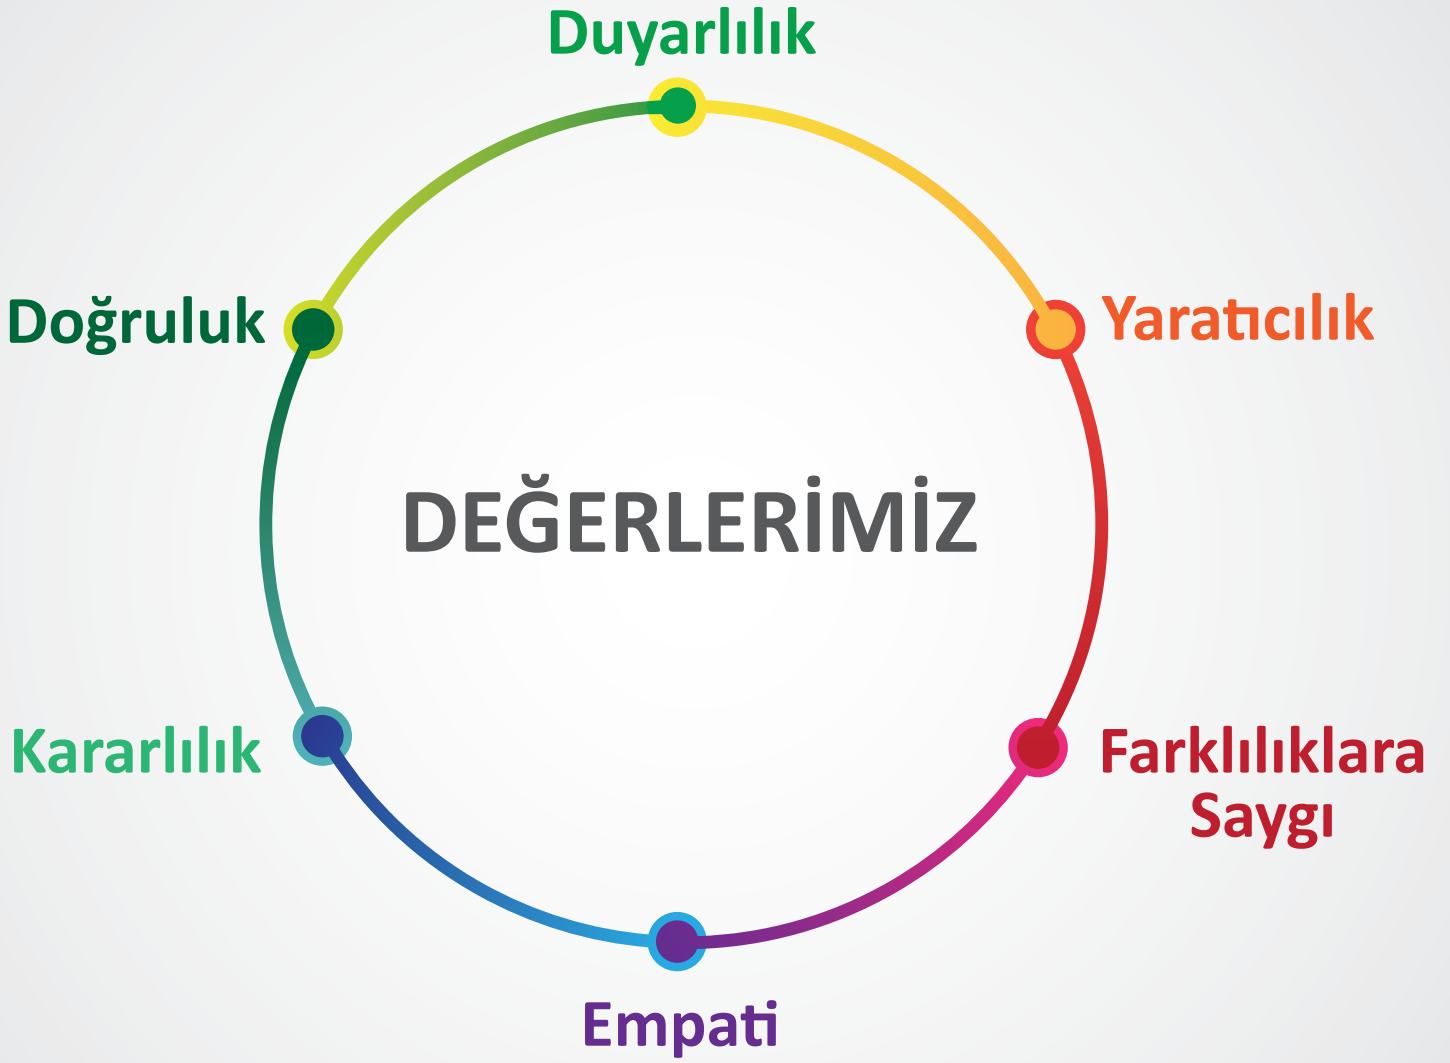 Duyarlılık
Doğruluk
Yaratıcılık
DEĞERLERİMİZ
Kararlılık
Farklılıklara
Saygı
Empati